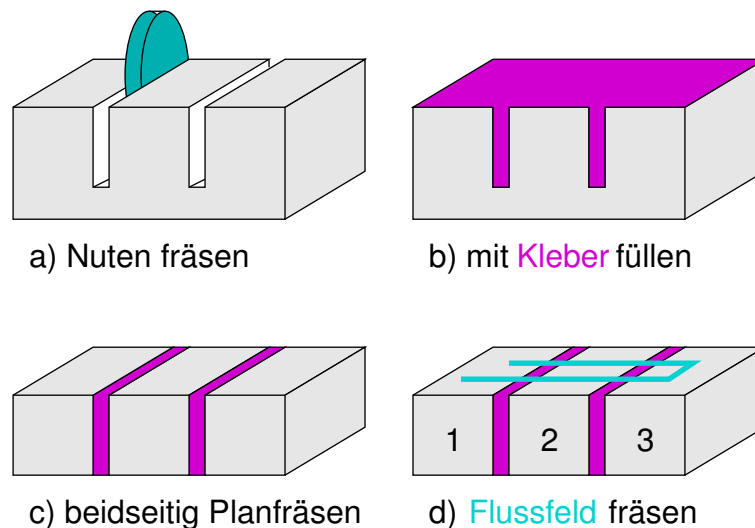 a) Nuten fräsen
b) mit Kleber füllen
1 2 3
c) beidseitig Planfräsen
d) Flussfeld fräsen